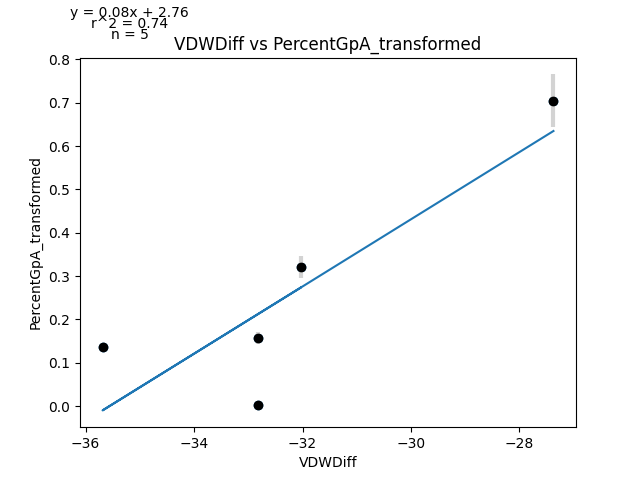 y = 0.08x + 2.76
r^2 = 0.74
n = 5
VDWDiff vs PercentGpA_transformed
PercentGpA_transformed
0.8
0.7
0.6
0.5
0.4
0.3
0.2
0.1
0.0
−36
−34
−32
−30
−28
VDWDiff